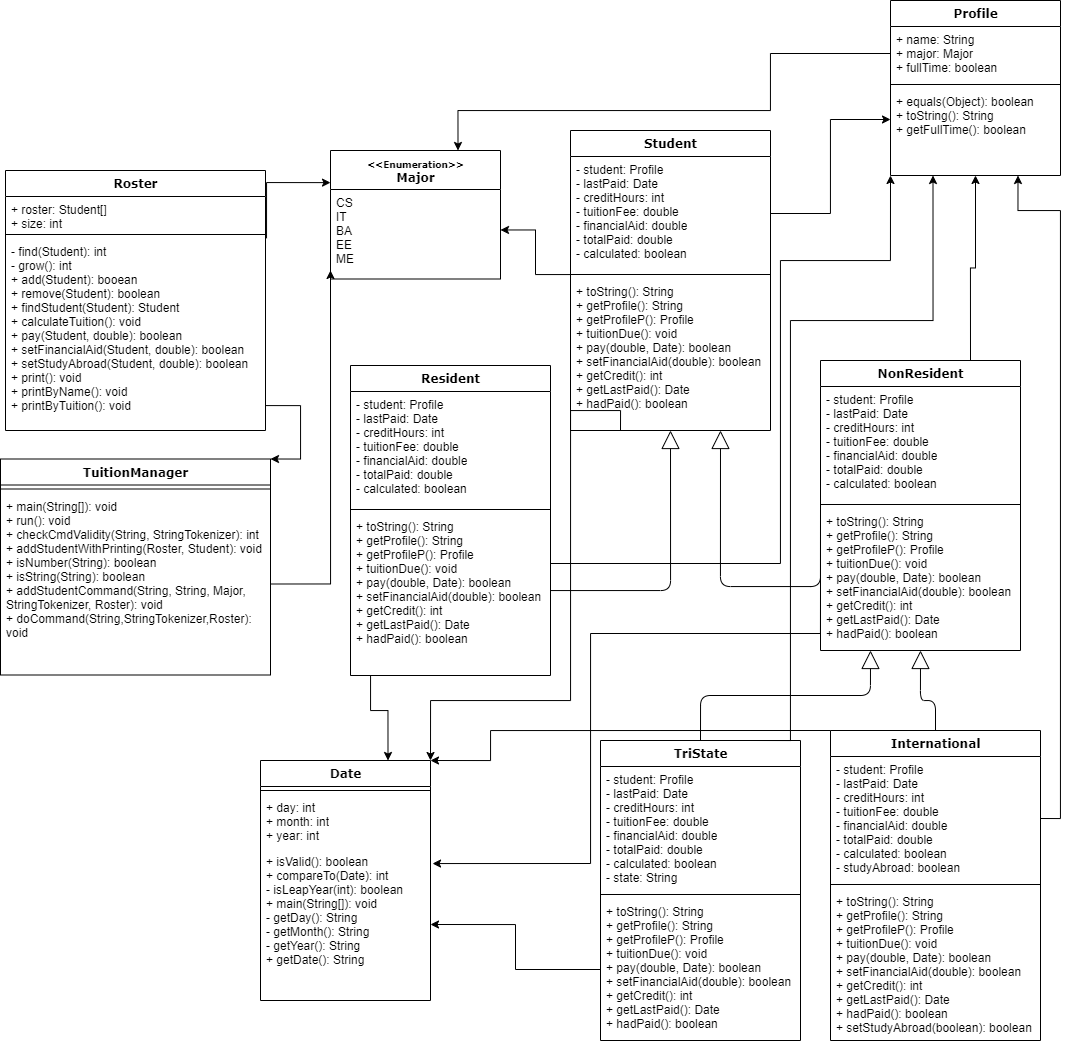 Profile
+ name: String
+ major: Major
+ fullTime: boolean
+ equals(Object): boolean
+ toString(): String
+ getFullTime(): boolean
Student
- student: Profile
- lastPaid: Date
- creditHours: int
- tuitionFee: double
- financialAid: double
- totalPaid: double
- calculated: boolean
+ toString(): String
+ getProfile(): String
+ getProfileP(): Profile
+ tuitionDue(): void
+ pay(double, Date): boolean
+ setFinancialAid(double): boolean
+ getCredit(): int
+ getLastPaid(): Date
+ hadPaid(): boolean
<<Enumeration>>
Major
CS
IT
BA
EE
ME
Roster
+ roster: Student[]
+ size: int
- find(Student): int
- grow(): int
+ add(Student): booean
+ remove(Student): boolean
+ findStudent(Student): Student
+ calculateTuition(): void
+ pay(Student, double): boolean
+ setFinancialAid(Student, double): boolean
+ setStudyAbroad(Student, double): boolean
+ print(): void
+ printByName(): void
+ printByTuition(): void
Resident
- student: Profile
- lastPaid: Date
- creditHours: int
- tuitionFee: double
- financialAid: double
- totalPaid: double
- calculated: boolean
+ toString(): String
+ getProfile(): String
+ getProfileP(): Profile
+ tuitionDue(): void
+ pay(double, Date): boolean
+ setFinancialAid(double): boolean
+ getCredit(): int
+ getLastPaid(): Date
+ hadPaid(): boolean
NonResident
- student: Profile
- lastPaid: Date
- creditHours: int
- tuitionFee: double
- financialAid: double
- totalPaid: double
- calculated: boolean
+ toString(): String
+ getProfile(): String
+ getProfileP(): Profile
+ tuitionDue(): void
+ pay(double, Date): boolean
+ setFinancialAid(double): boolean
+ getCredit(): int
+ getLastPaid(): Date
+ hadPaid(): boolean
TuitionManager
+ main(String[]): void
+ run(): void
+ checkCmdValidity(String, StringTokenizer): int
+ addStudentWithPrinting(Roster, Student): void
+ isNumber(String): boolean
+ isString(String): boolean
+ addStudentCommand(String, String, Major,
StringTokenizer, Roster): void
+ doCommand(String,StringTokenizer,Roster):
void
Date
+ day: int
+ month: int
+ year: int
+ isValid(): boolean
+ compareTo(Date): int
- isLeapYear(int): boolean
+ main(String[]): void
- getDay(): String
- getMonth(): String
- getYear(): String
+ getDate(): String
TriState
- student: Profile
- lastPaid: Date
- creditHours: int
- tuitionFee: double
- financialAid: double
- totalPaid: double
- calculated: boolean
- state: String
+ toString(): String
+ getProfile(): String
+ getProfileP(): Profile
+ tuitionDue(): void
+ pay(double, Date): boolean
+ setFinancialAid(double): boolean
+ getCredit(): int
+ getLastPaid(): Date
+ hadPaid(): boolean
International
- student: Profile
- lastPaid: Date
- creditHours: int
- tuitionFee: double
- financialAid: double
- totalPaid: double
- calculated: boolean
- studyAbroad: boolean
+ toString(): String
+ getProfile(): String
+ getProfileP(): Profile
+ tuitionDue(): void
+ pay(double, Date): boolean
+ setFinancialAid(double): boolean
+ getCredit(): int
+ getLastPaid(): Date
+ hadPaid(): boolean
+ setStudyAbroad(boolean): boolean